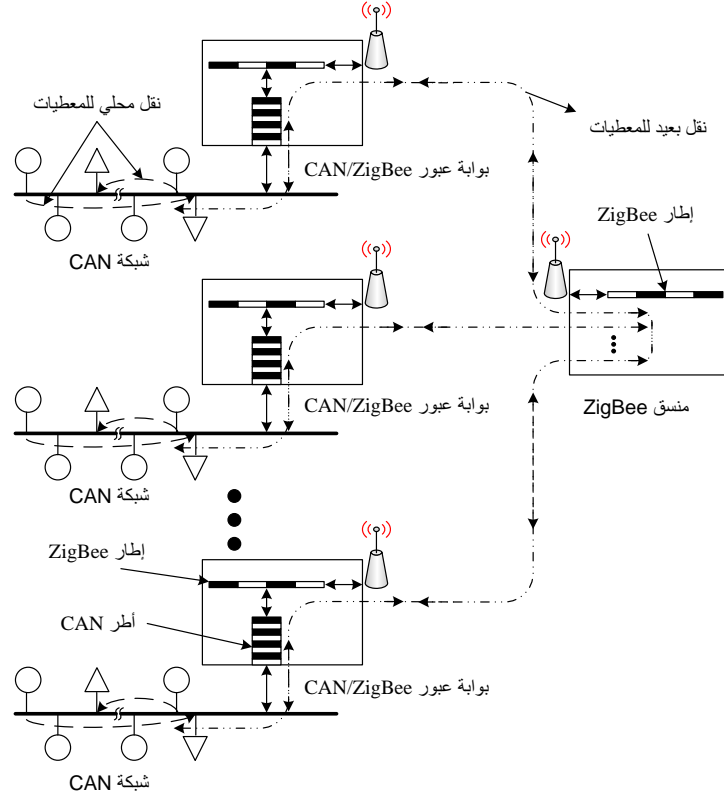 نقل محلي للمعطيات
نقل بعيد للمعطيات
بوابة عبور CAN/ZigBee
شبكة CAN
إطار ZigBee
منسق ZigBee
بوابة عبور CAN/ZigBee
شبكة CAN
إطار ZigBee
أطر CAN
بوابة عبور CAN/ZigBee
شبكة CAN